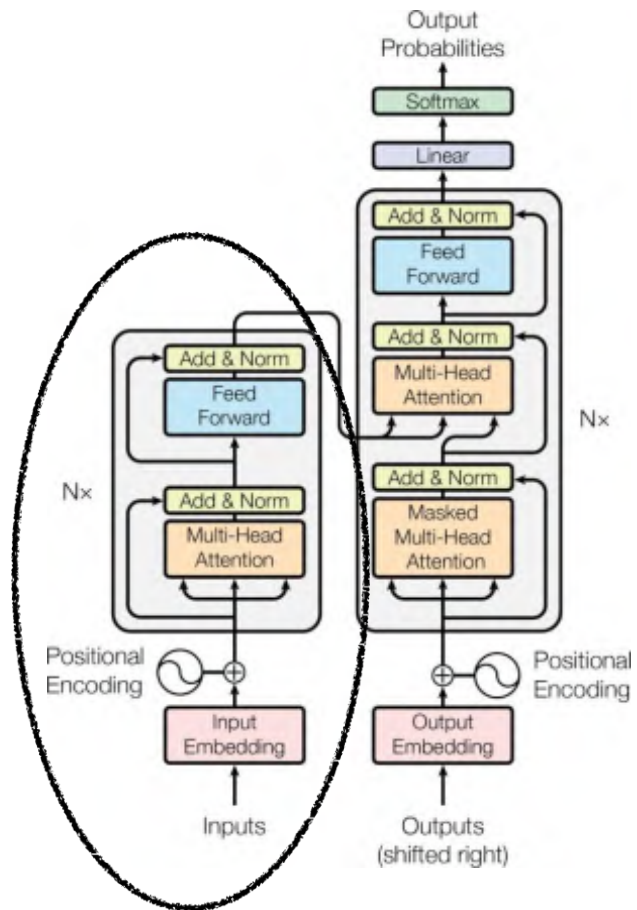 Output
Probabilities
Softmax
Linear
Add & Norm
Feed
Forward
Add & Norm
Multi-Head
Attention
Nx
Add & Norm
Masked
Multi-Head
Attention
Positional
Encoding
Output
Embedding
Outputs
(shifted right)
Add & Norm
Feed
Forward
Nx
Add & Norm
Multi-Head
Attention
Positional
Encoding
Input
Embedding
Inputs